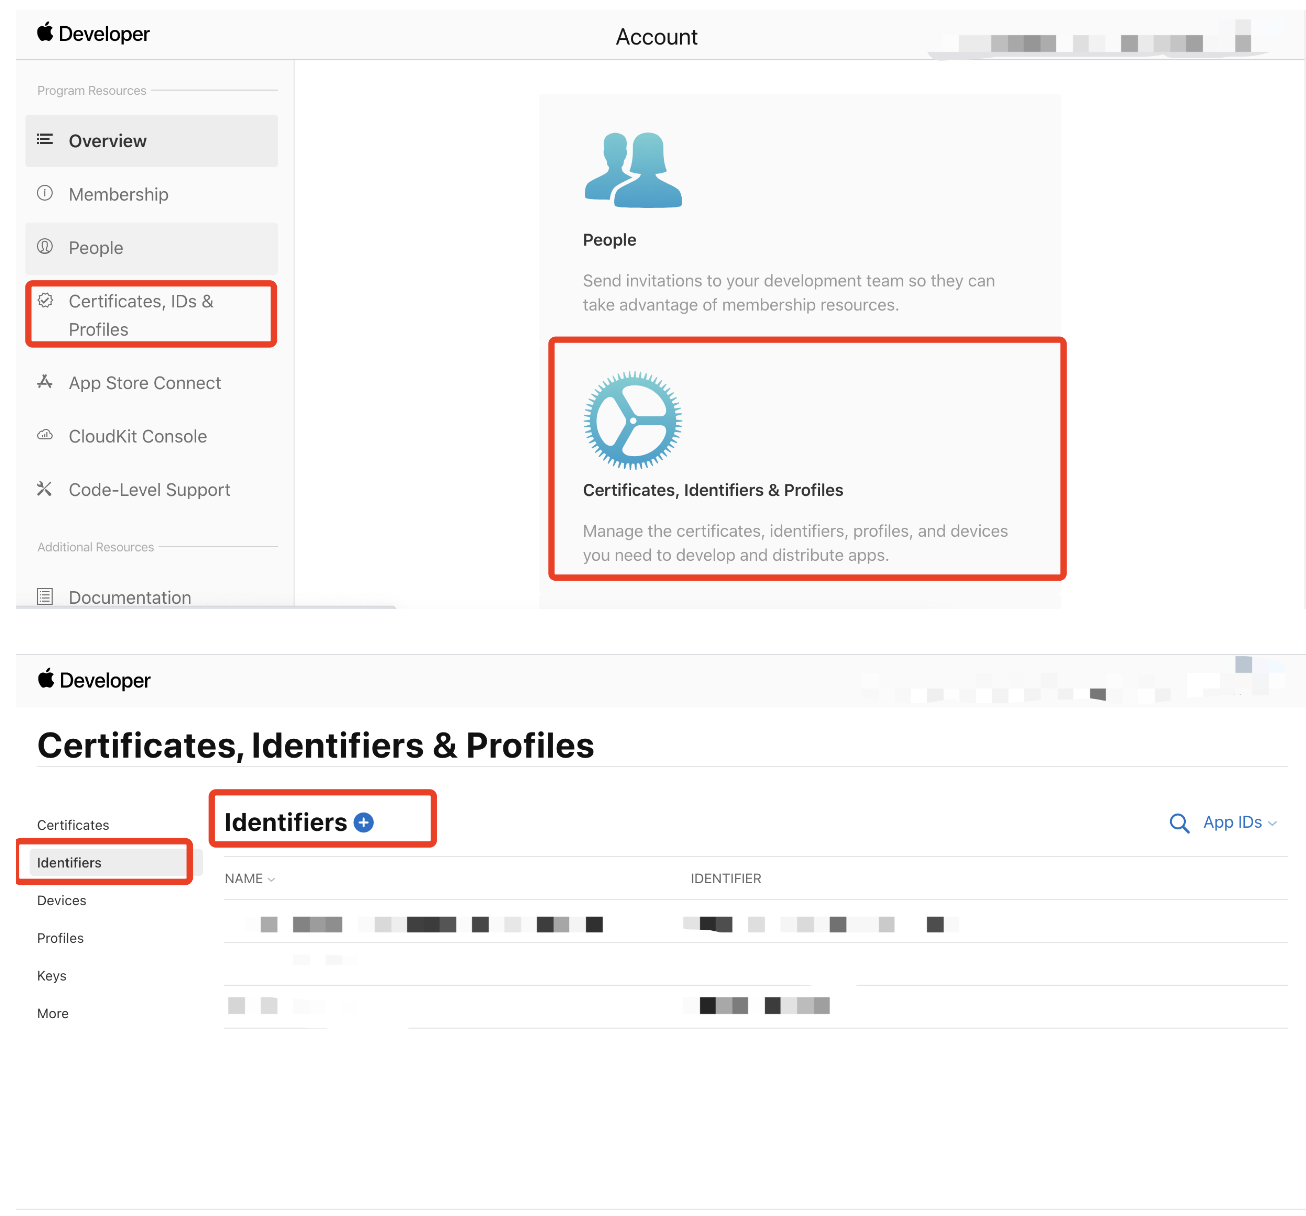 Developer
Account
Program Resources
Overview
Membership
People
Certificates, IDs &
Profiles
App Store Connect
CloudKit Console
Code-Level Support
Additional Resources
Documentation
People
Send invitations to your development team so they can
take advantage of membership resources.
Certificates, Identifiers & Profiles
Manage the certificates, identifiers, profiles, and devices
you need to develop and distribute apps.
Developer
Certificates, Identifiers & Profiles
Certificates
Identifiers
Devices
Profiles
Keys
More
Identifiers
App IDs
NAME
IDENTIFIER